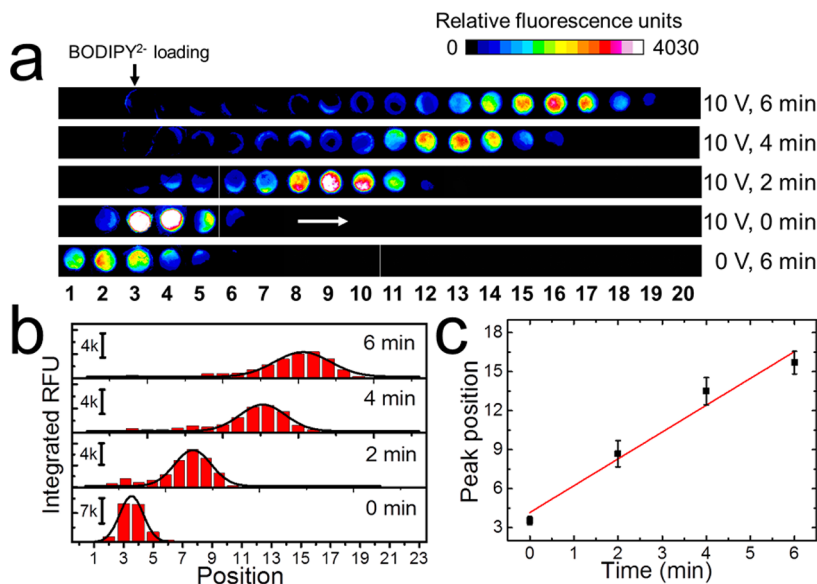 Relative fluorescence units
0 4030
BODIPY²⁻ loading
a
10 V, 6 min
10 V, 4 min
10 V, 2 min
10 V, 0 min
0 V, 6 min
1 2 3 4 5 6 7 8 9 10 11 12 13 14 15 16 17 18 19 20
b
Integrated RFU
4k 6 min
4k 4 min
4k 2 min
7k 0 min
1 3 5 7 9 11 13 15 17 19 21 23
Position
c
Peak position
18
15
12
9
6
3
0 1 2 3 4 5 6
Time (min)